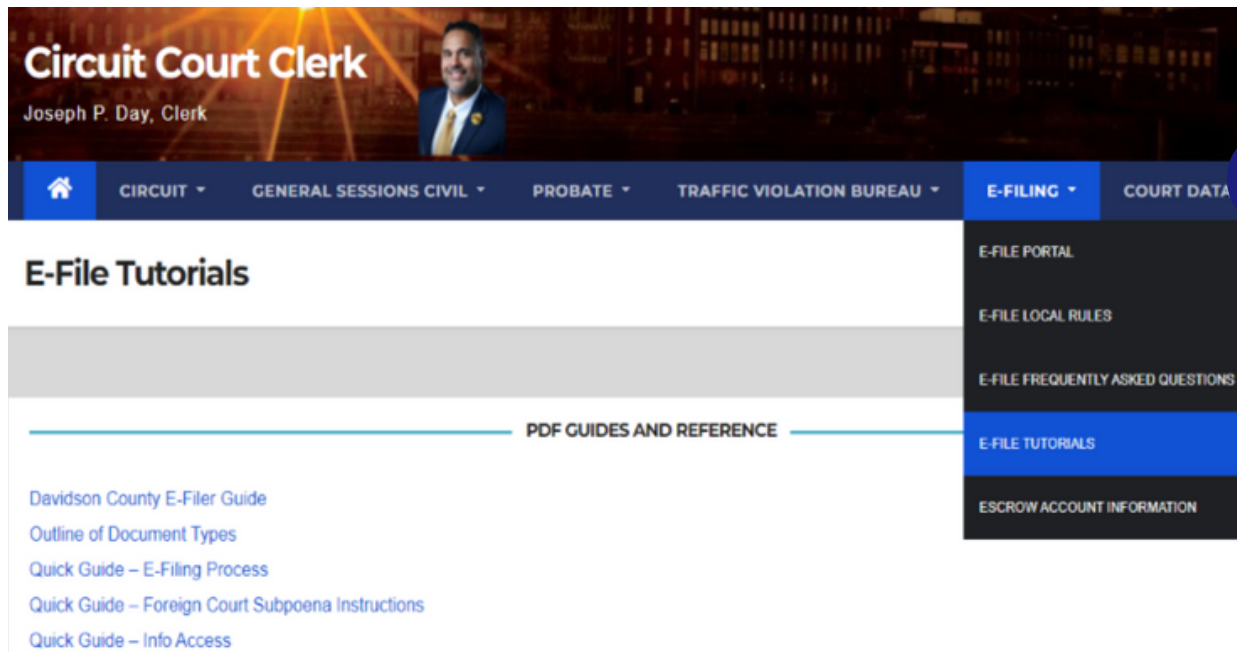 Circuit Court Clerk
Joseph P. Day, Clerk
CIRCUIT GENERAL SESSIONS CIVIL PROBATE TRAFFIC VIOLATION BUREAU E-FILING COURT DATA
E-File Tutorials
E-FILE PORTAL
E-FILE LOCAL RULES
E-FILE FREQUENTLY ASKED QUESTIONS
E-FILE TUTORIALS
ESCROW ACCOUNT INFORMATION
PDF GUIDES AND REFERENCE
Davidson County E-Filer Guide
Outline of Document Types
Quick Guide – E-Filing Process
Quick Guide – Foreign Court Subpoena Instructions
Quick Guide – Info Access